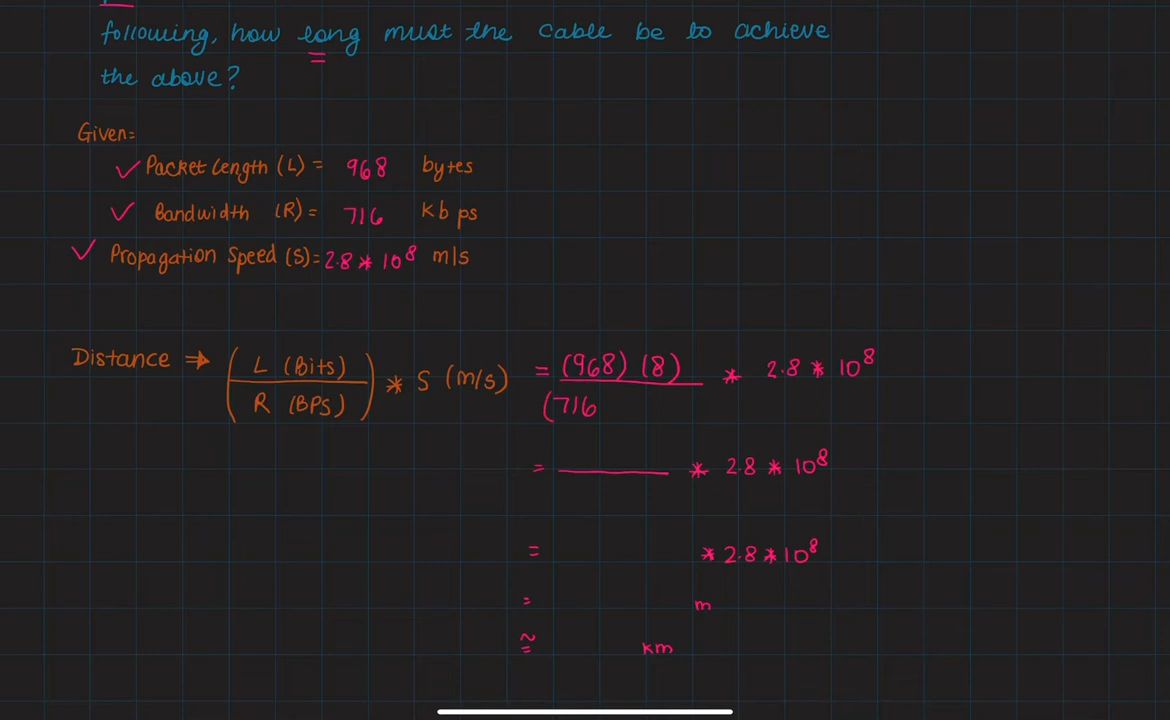 following, how long must the cable be to achieve
the above?
Given:
✓ Packet Length (L) = 968 bytes
✓ Bandwidth (R) = 716 kbps
✓ Propagation Speed (S) = 2.8 * 10^8 m/s
Distance ⇒ (L (Bits) / R (BPS)) * S (m/s) = (968) (8) / (716 * 2.8 * 10^8
= ____ * 2.8 * 10^8
= * 2.8 * 10^8
= m
≅ km